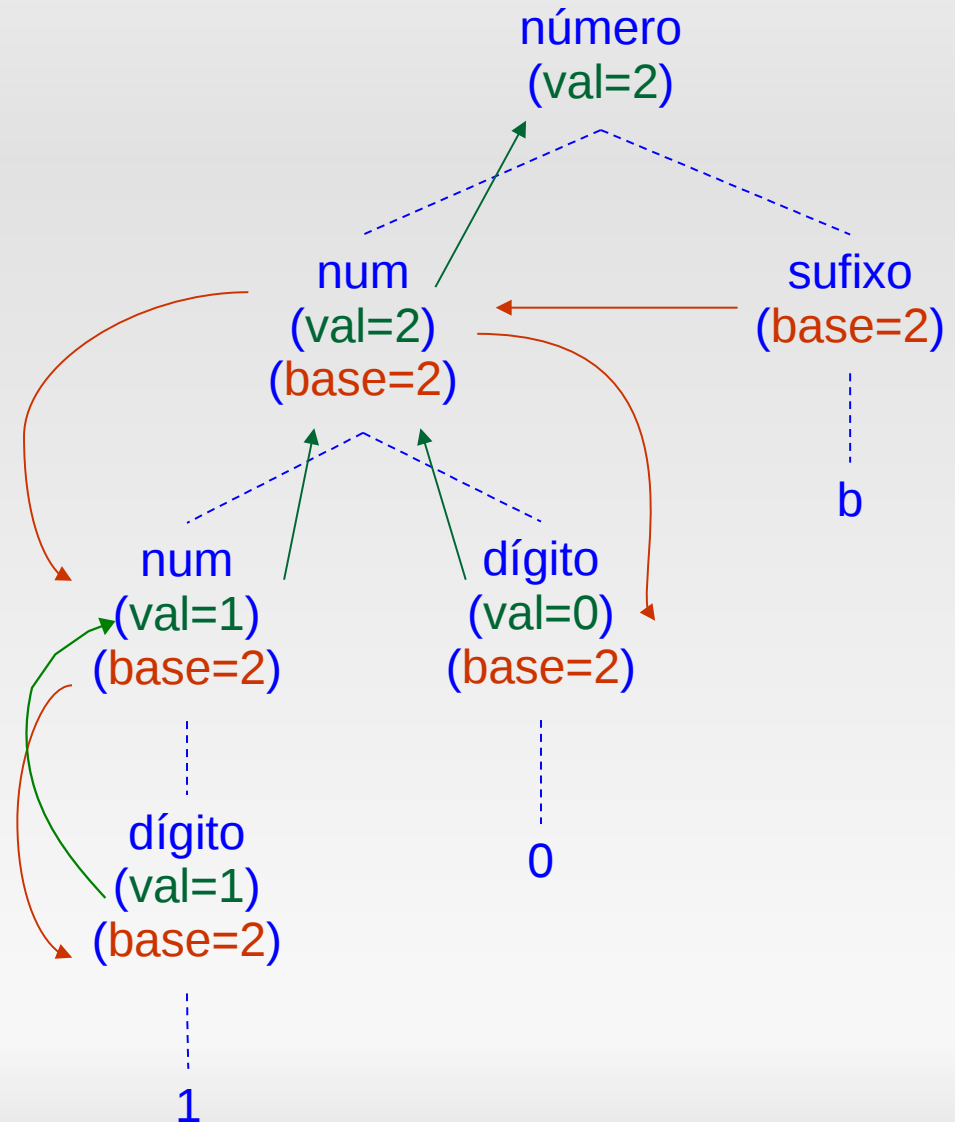 número
(val=2)
num
(val=2)
(base=2)
sufixo
(base=2)
b
num
(val=1)
(base=2)
dígito
(val=0)
(base=2)
dígito
(val=1)
(base=2)
0
1